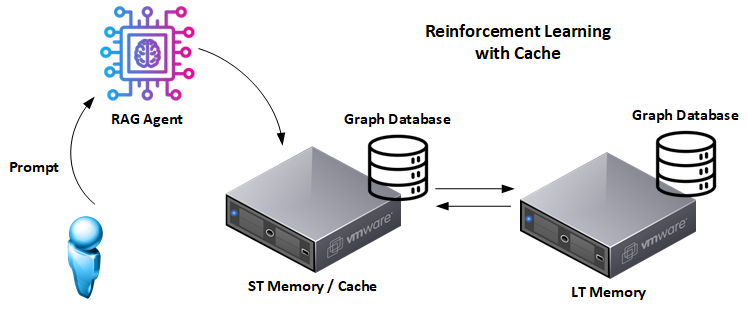 Reinforcement Learning
with Cache
RAG Agent
Graph Database
Graph Database
Prompt
vmware
vmware
ST Memory / Cache
LT Memory